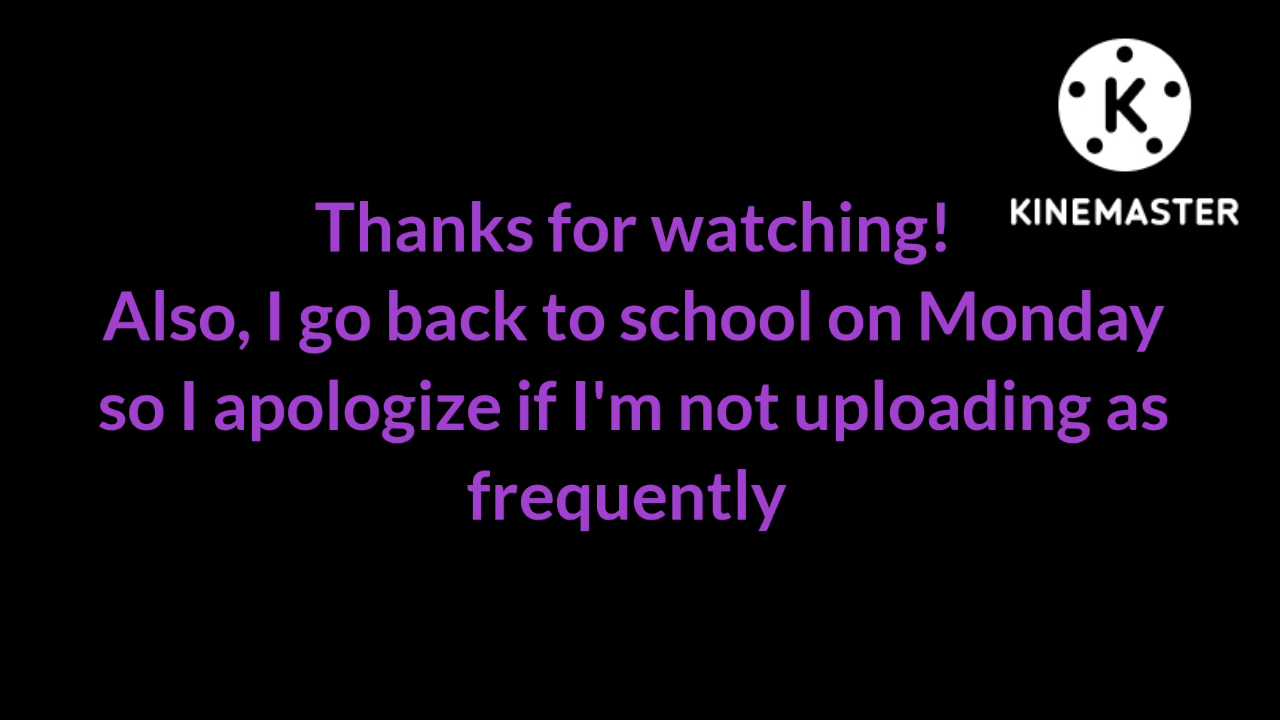 K
KINEMASTER
Thanks for watching!
Also, I go back to school on Monday
so I apologize if I'm not uploading as
frequently